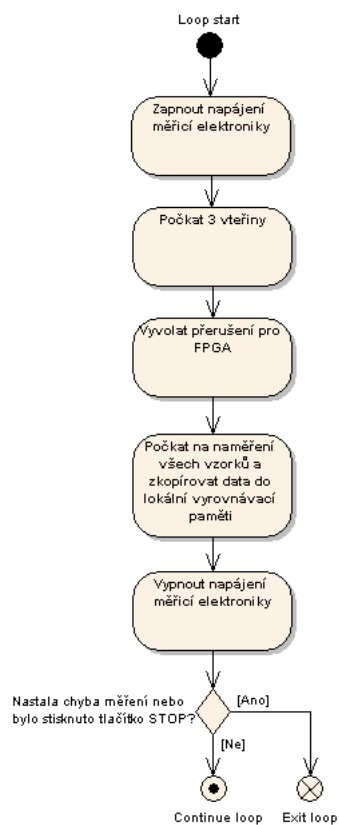 Loop start
Zapnout napájení
měřicí elektroniky
Počkat 3 vteřiny
Vyvolat přerušení pro
FPGA
Počkat na naměření
všech vzorků a
zkopírovat data do
lokální vyrovnávací
paměti
Vypnout napájení
měřicí elektroniky
Nastala chyba měření nebo
bylo stisknuto tlačítko STOP?
[Ano]
[Ne]
Continue loop
Exit loop